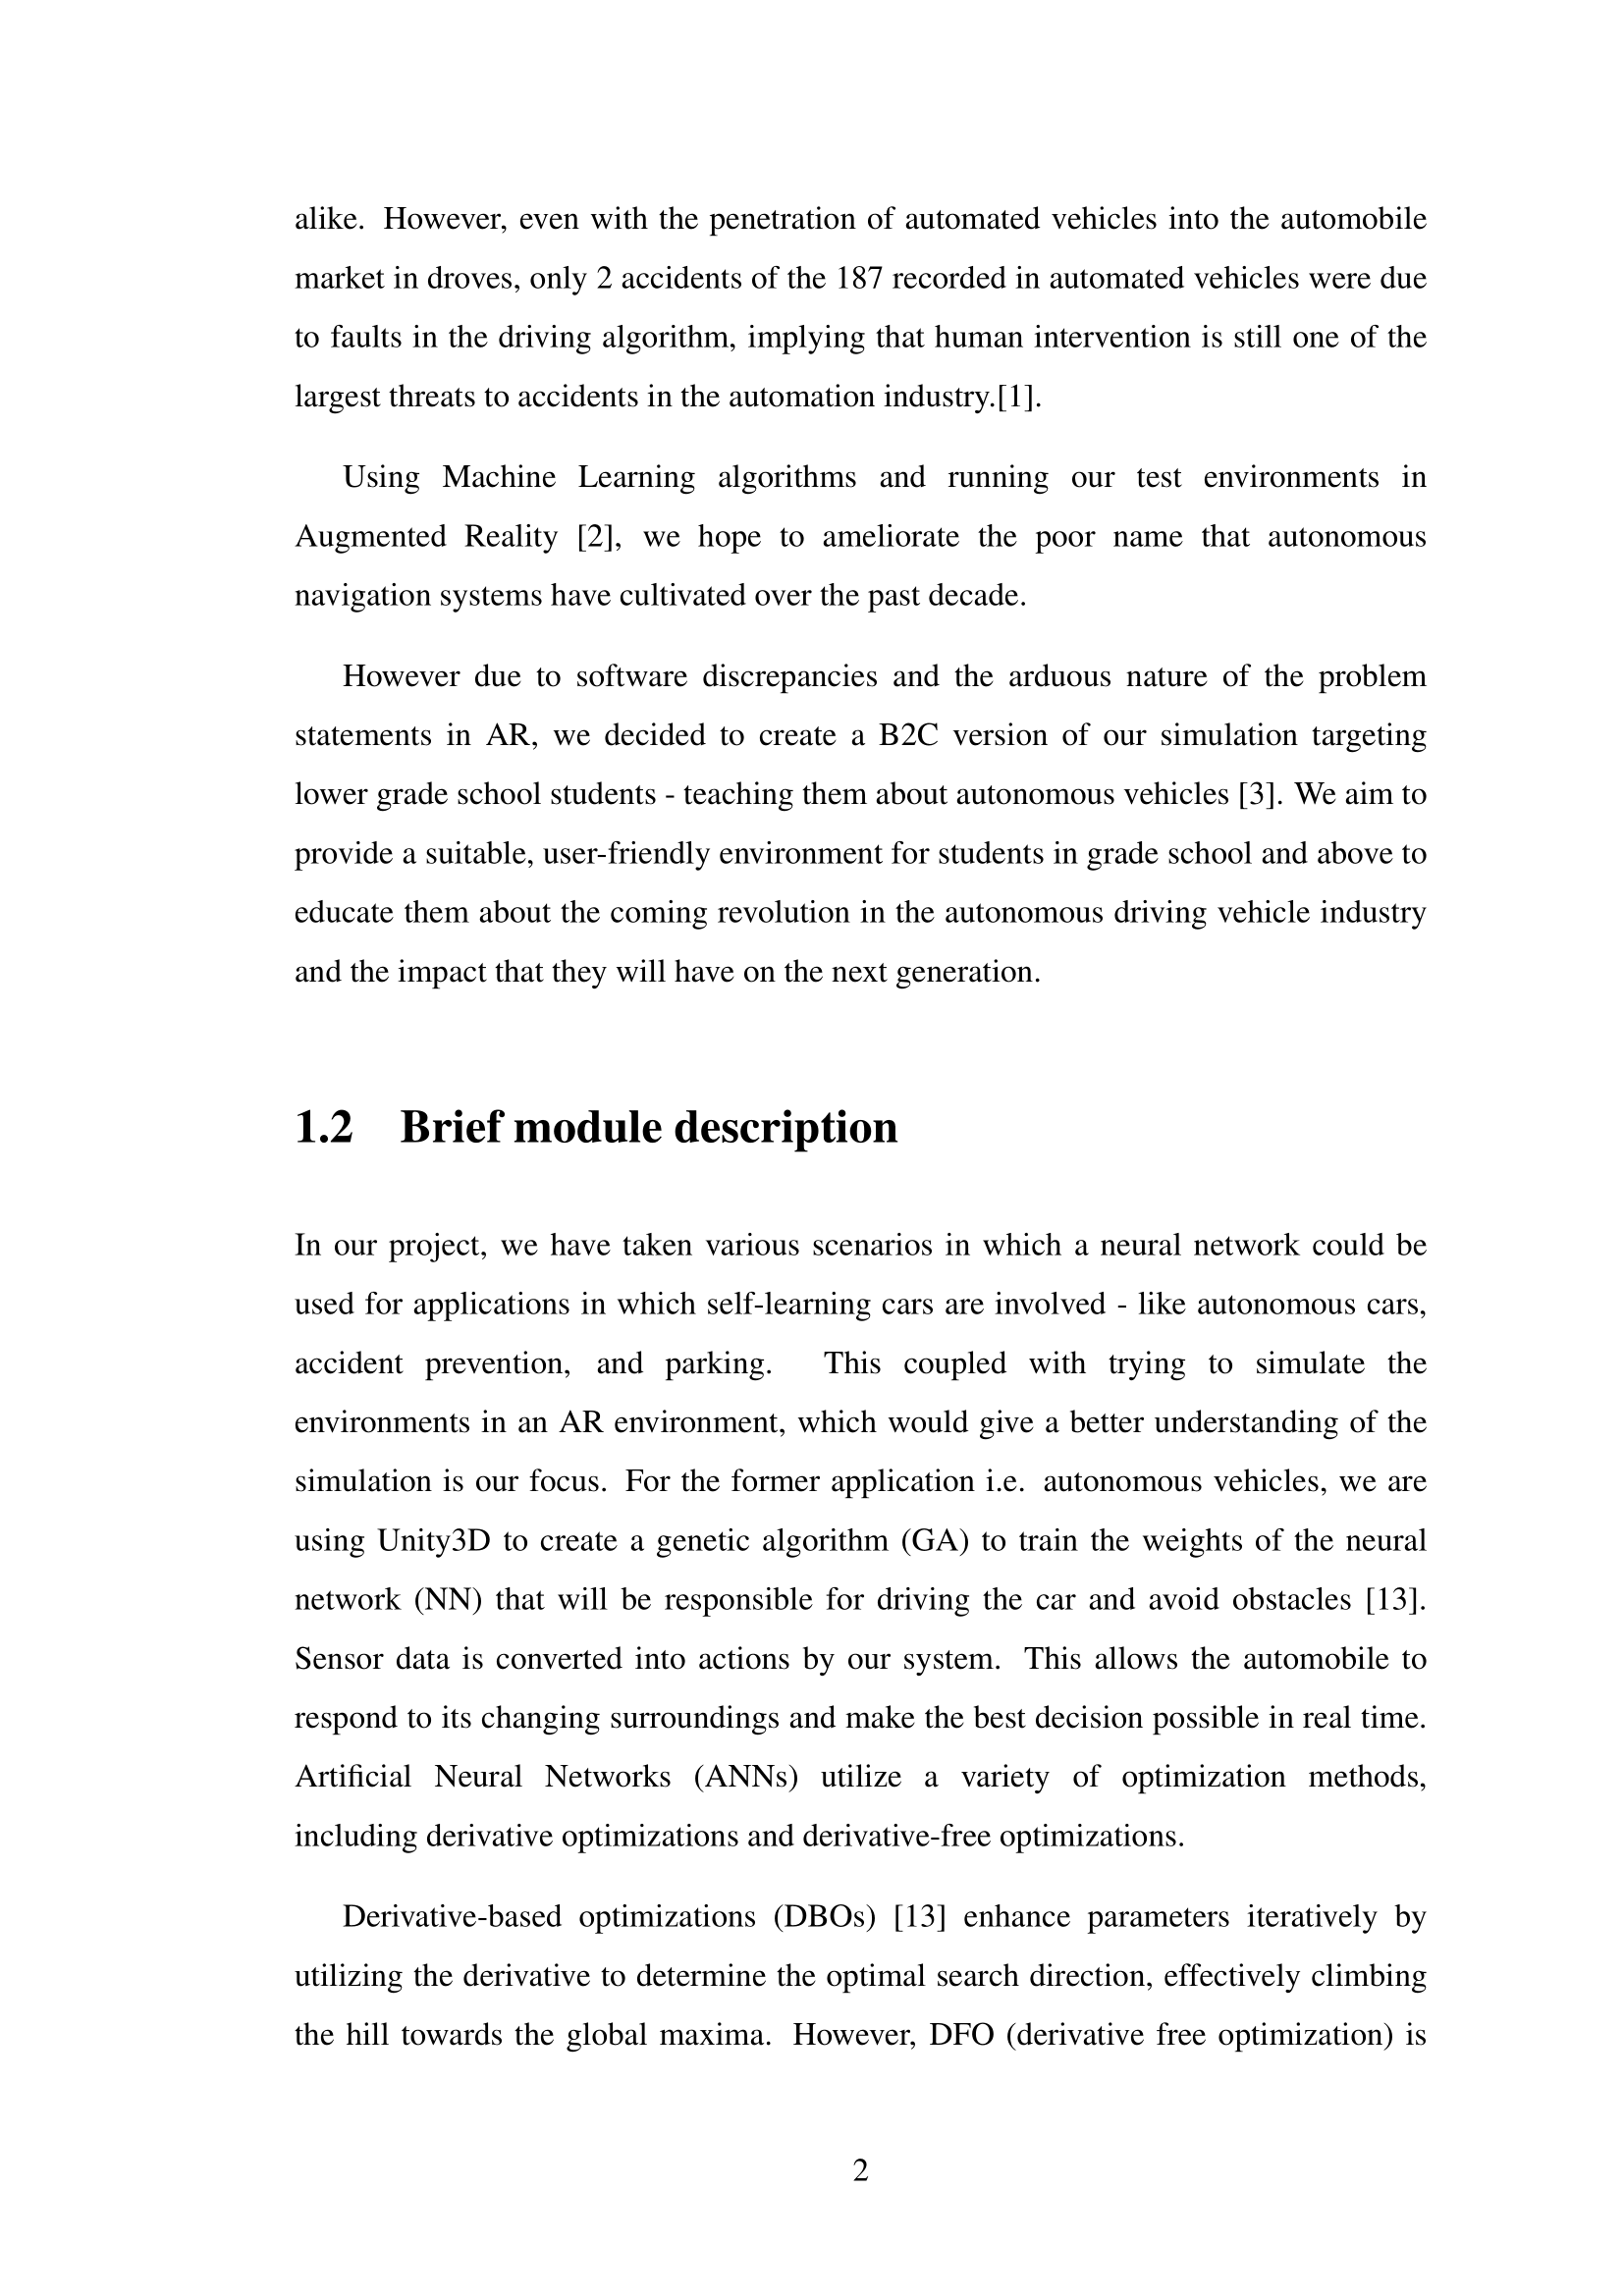 alike. However, even with the penetration of automated vehicles into the automobile
market in droves, only 2 accidents of the 187 recorded in automated vehicles were due
to faults in the driving algorithm, implying that human intervention is still one of the
largest threats to accidents in the automation industry.[1].
Using Machine Learning algorithms and running our test environments in
Augmented Reality [2], we hope to ameliorate the poor name that autonomous
navigation systems have cultivated over the past decade.
However due to software discrepancies and the arduous nature of the problem
statements in AR, we decided to create a B2C version of our simulation targeting
lower grade school students - teaching them about autonomous vehicles [3]. We aim to
provide a suitable, user-friendly environment for students in grade school and above to
educate them about the coming revolution in the autonomous driving vehicle industry
and the impact that they will have on the next generation.
1.2 Brief module description
In our project, we have taken various scenarios in which a neural network could be
used for applications in which self-learning cars are involved - like autonomous cars,
accident prevention, and parking. This coupled with trying to simulate the
environments in an AR environment, which would give a better understanding of the
simulation is our focus. For the former application i.e. autonomous vehicles, we are
using Unity3D to create a genetic algorithm (GA) to train the weights of the neural
network (NN) that will be responsible for driving the car and avoid obstacles [13].
Sensor data is converted into actions by our system. This allows the automobile to
respond to its changing surroundings and make the best decision possible in real time.
Artificial Neural Networks (ANNs) utilize a variety of optimization methods,
including derivative optimizations and derivative-free optimizations.
Derivative-based optimizations (DBOs) [13] enhance parameters iteratively by
utilizing the derivative to determine the optimal search direction, effectively climbing
the hill towards the global maxima. However, DFO (derivative free optimization) is
2